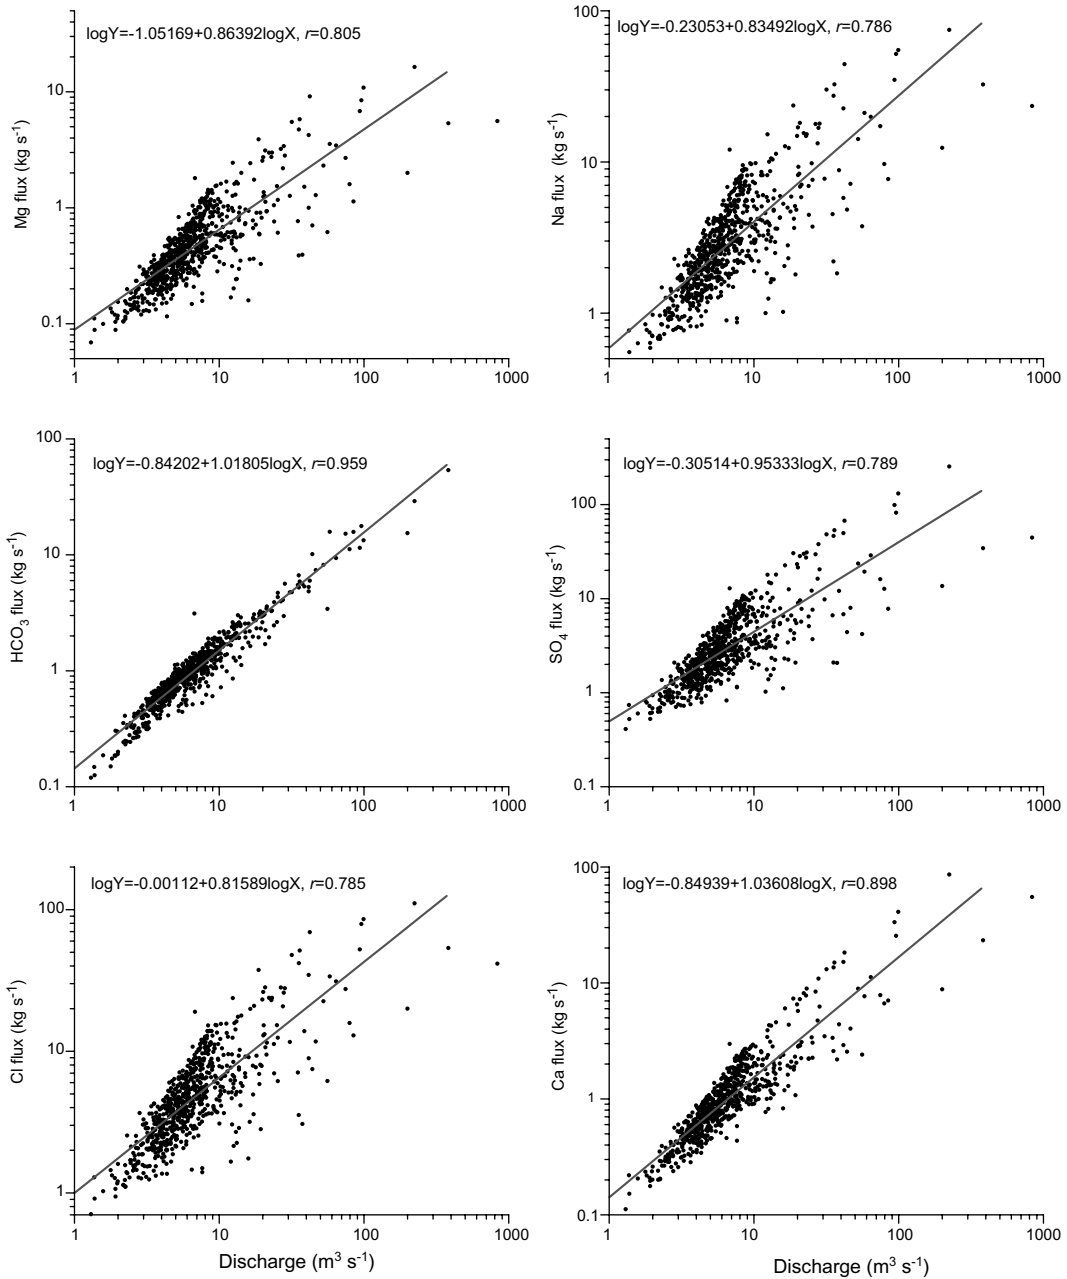 logY=-1.05169+0.86392logX, r=0.805
10
1
0.1
Mg flux (kg s⁻¹)
1 10 100 1000
logY=-0.23053+0.83492logX, r=0.786
100
10
1
Na flux (kg s⁻¹)
1 10 100 1000
logY=-0.84202+1.01805logX, r=0.959
100
10
1
0.1
HCO₃ flux (kg s⁻¹)
1 10 100 1000
logY=-0.30514+0.95333logX, r=0.789
100
10
1
0.1
SO₄ flux (kg s⁻¹)
1 10 100 1000
logY=-0.00112+0.81589logX, r=0.785
100
10
1
Cl flux (kg s⁻¹)
1 10 100 1000
Discharge (m³ s⁻¹)
logY=-0.84939+1.03608logX, r=0.898
100
10
1
0.1
Ca flux (kg s⁻¹)
1 10 100 1000
Discharge (m³ s⁻¹)